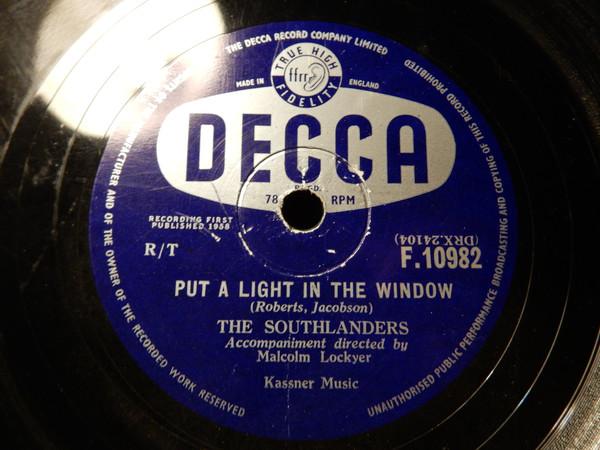 THE DECCA RECORD COMPANY LIMITED
TRUE HIGH
ffrr
FIDELITY
MADE IN
ENGLAND
DECCA
REGD.
78 RPM
RECORDING FIRST
PUBLISHED 1958
R/T
(DRX.24104)
F.10982
PUT A LIGHT IN THE WINDOW
(Roberts, Jacobson)
THE SOUTHLANDERS
Accompaniment directed by
Malcolm Lockyer
Kassner Music
MANUFACTURER AND OF THE OWNER OF THE RECORDED WORK RESERVED
UNAUTHORISED PUBLIC PERFORMANCE BROADCASTING AND COPYING OF THIS RECORD PROHIBITED